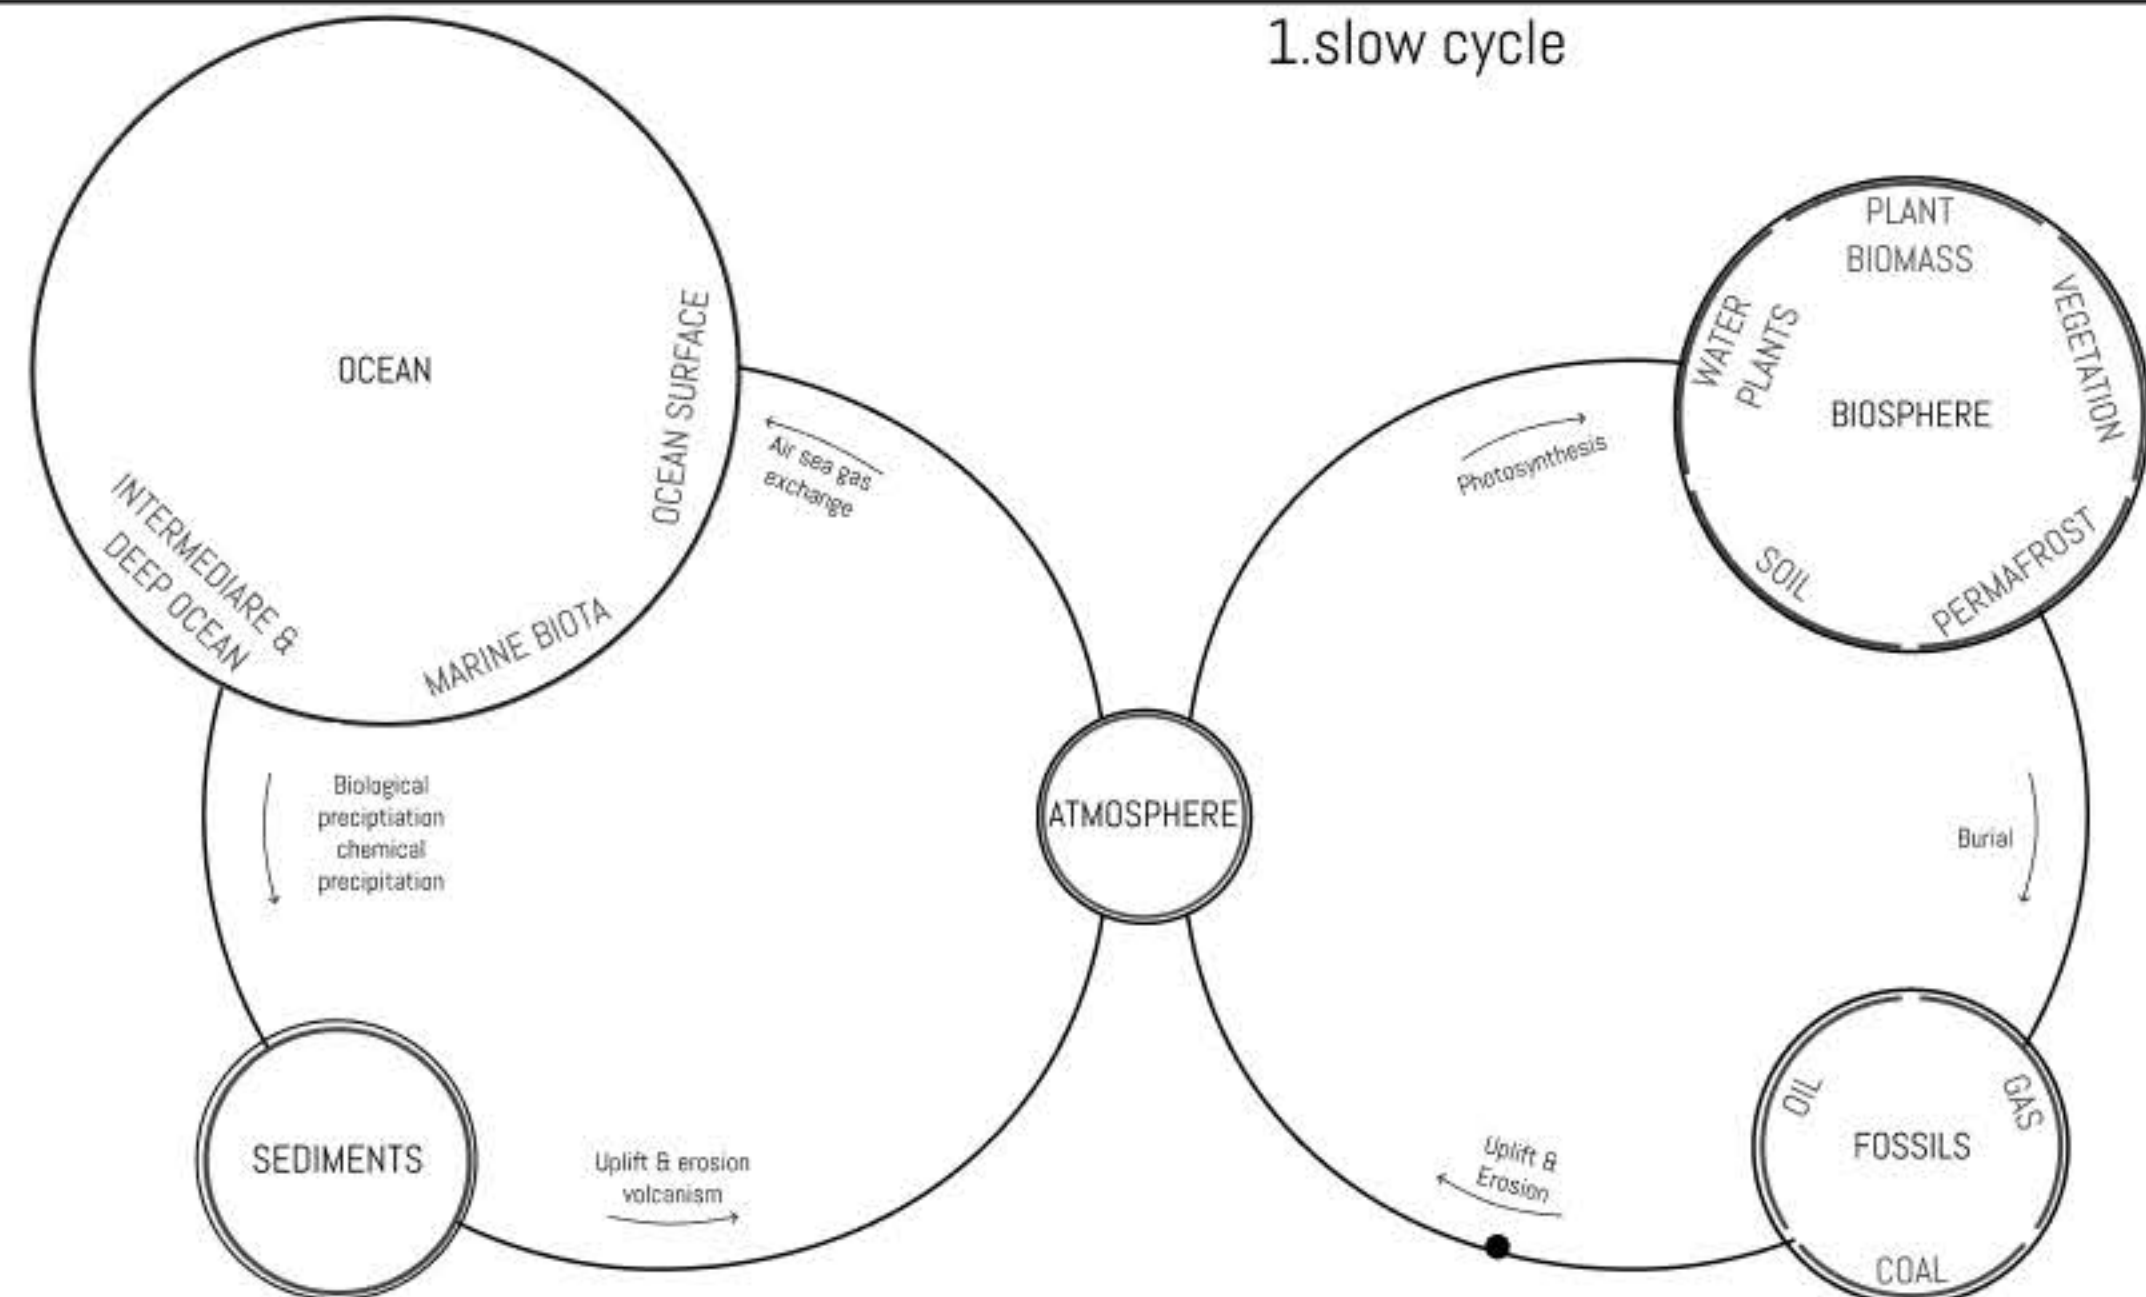 1.slow cycle
OCEAN
OCEAN SURFACE
INTERMEDIARE &
DEEP OCEAN
MARINE BIOTA
Air sea gas
exchange
Photosynthesis
PLANT
BIOMASS
WATER
PLANTS
VEGETATION
BIOSPHERE
SOIL
PERMAFROST
Biological
preciptiation
chemical
precipitation
ATMOSPHERE
Burial
SEDIMENTS
Uplift & erosion
volcanism
Uplift &
Erosion
OIL
GAS
FOSSILS
COAL